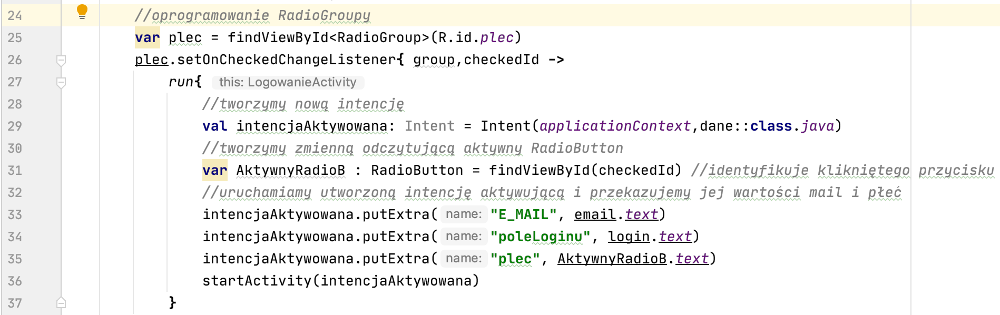 24 //oprogramowanie RadioGroupy
25 var plec = findViewById<RadioGroup>(R.id.plec)
26 plec.setOnCheckedChangeListener{ group,checkedId ->
27 run{ this: LogowanieActivity
28 //tworzymy nową intencję
29 val intencjaAktywowana: Intent = Intent(applicationContext,dane::class.java)
30 //tworzymy zmienną odczytującą aktywny RadioButton
31 var AktywnyRadioB : RadioButton = findViewById(checkedId) //identyfikuje klikniętego przycisku
32 //uruchamiamy utworzoną intencję aktywującą i przekazujemy jej wartości mail i płeć
33 intencjaAktywowana.putExtra( name: "E_MAIL", email.text)
34 intencjaAktywowana.putExtra( name: "poleLoginu", login.text)
35 intencjaAktywowana.putExtra( name: "plec", AktywnyRadioB.text)
36 startActivity(intencjaAktywowana)
37 }